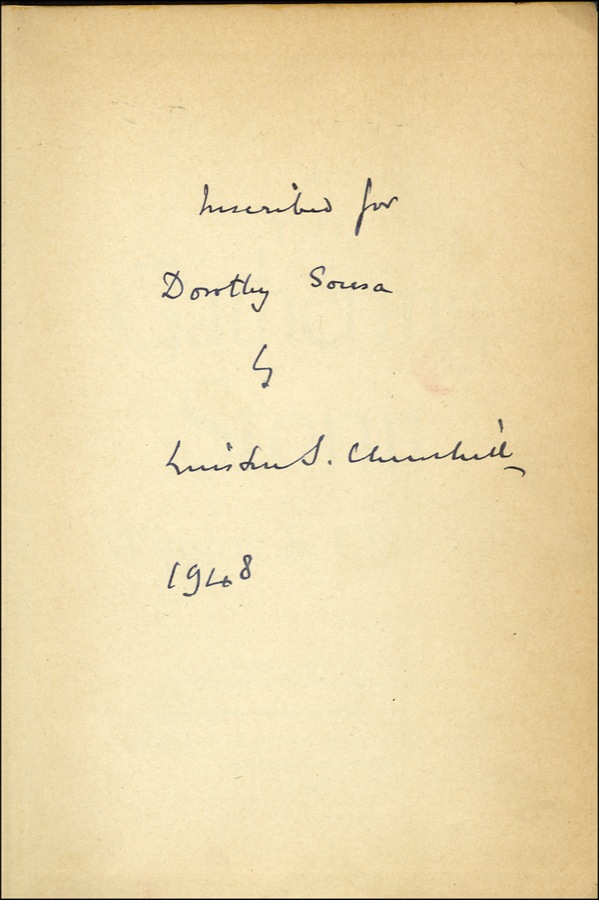 Inscribed for
Dorothy Sousa
by
Winston S. Churchill
1948